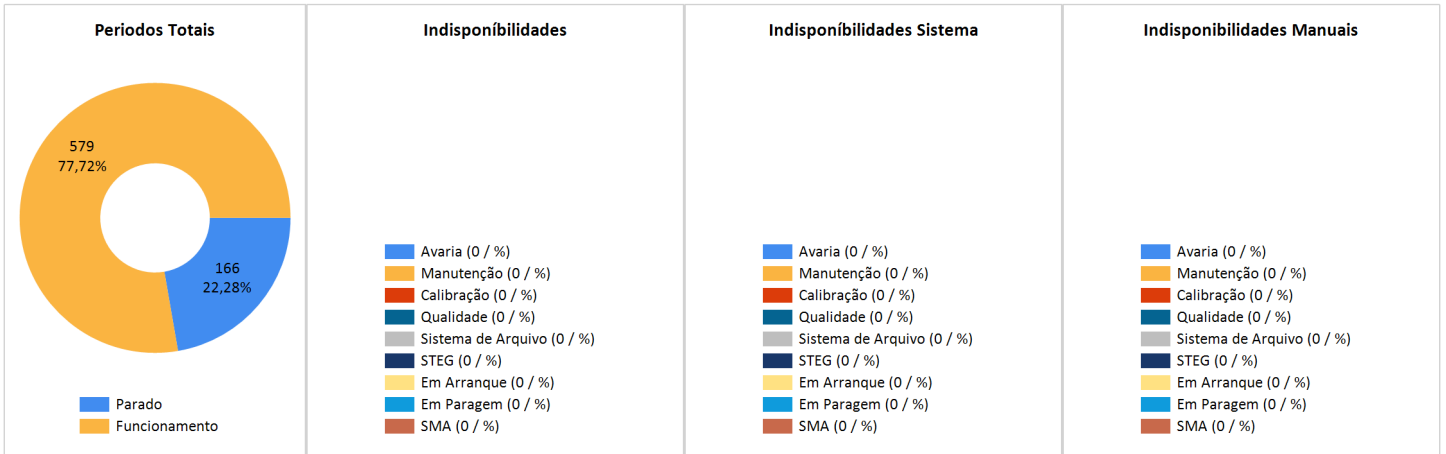 Periodos Totais
579
77,72%
166
22,28%
Parado
Funcionamento
Indisponíbilidades
Avaria (0 / %)
Manutenção (0 / %)
Calibração (0 / %)
Qualidade (0 / %)
Sistema de Arquivo (0 / %)
STEG (0 / %)
Em Arranque (0 / %)
Em Paragem (0 / %)
SMA (0 / %)
Indisponíbilidades Sistema
Avaria (0 / %)
Manutenção (0 / %)
Calibração (0 / %)
Qualidade (0 / %)
Sistema de Arquivo (0 / %)
STEG (0 / %)
Em Arranque (0 / %)
Em Paragem (0 / %)
SMA (0 / %)
Indisponíbilidades Manuais
Avaria (0 / %)
Manutenção (0 / %)
Calibração (0 / %)
Qualidade (0 / %)
Sistema de Arquivo (0 / %)
STEG (0 / %)
Em Arranque (0 / %)
Em Paragem (0 / %)
SMA (0 / %)